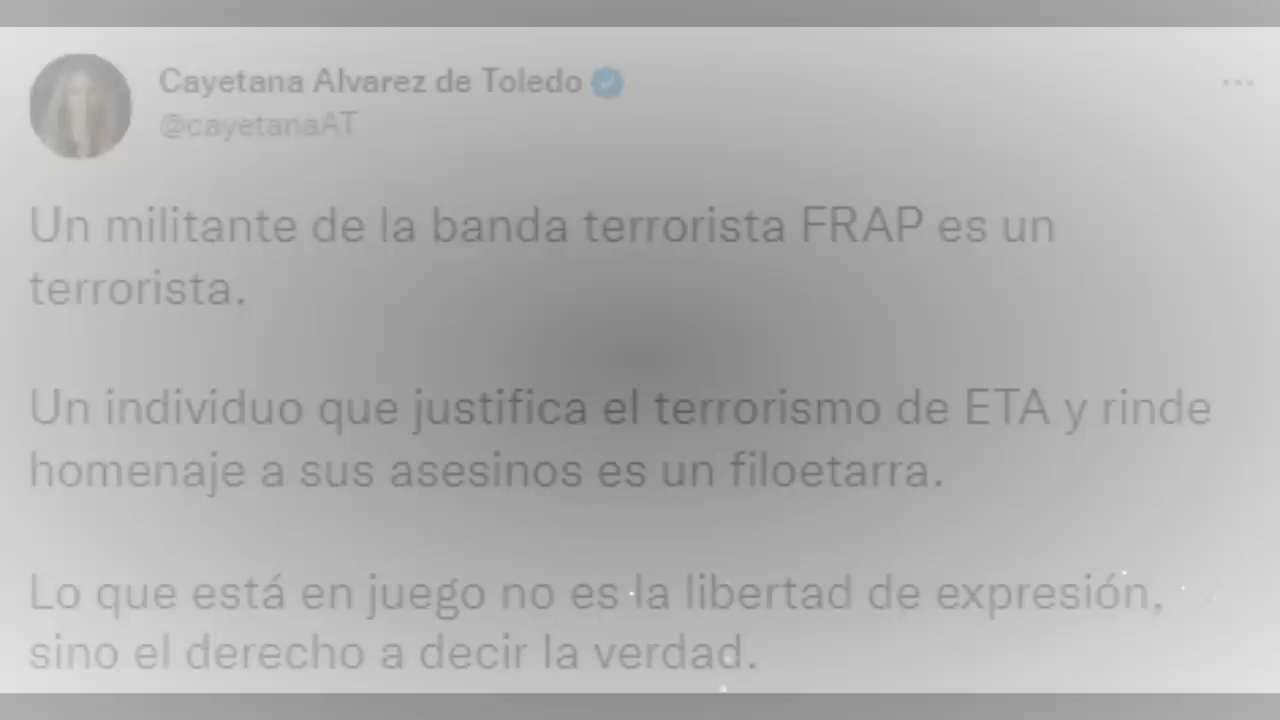 Cayetana Alvarez de Toledo
@cayetanaAT
Un militante de la banda terrorista FRAP es un
terrorista.
Un individuo que justifica el terrorismo de ETA y rinde
homenaje a sus asesinos es un filoetarra.
Lo que está en juego no es la libertad de expresión,
sino el derecho a decir la verdad.